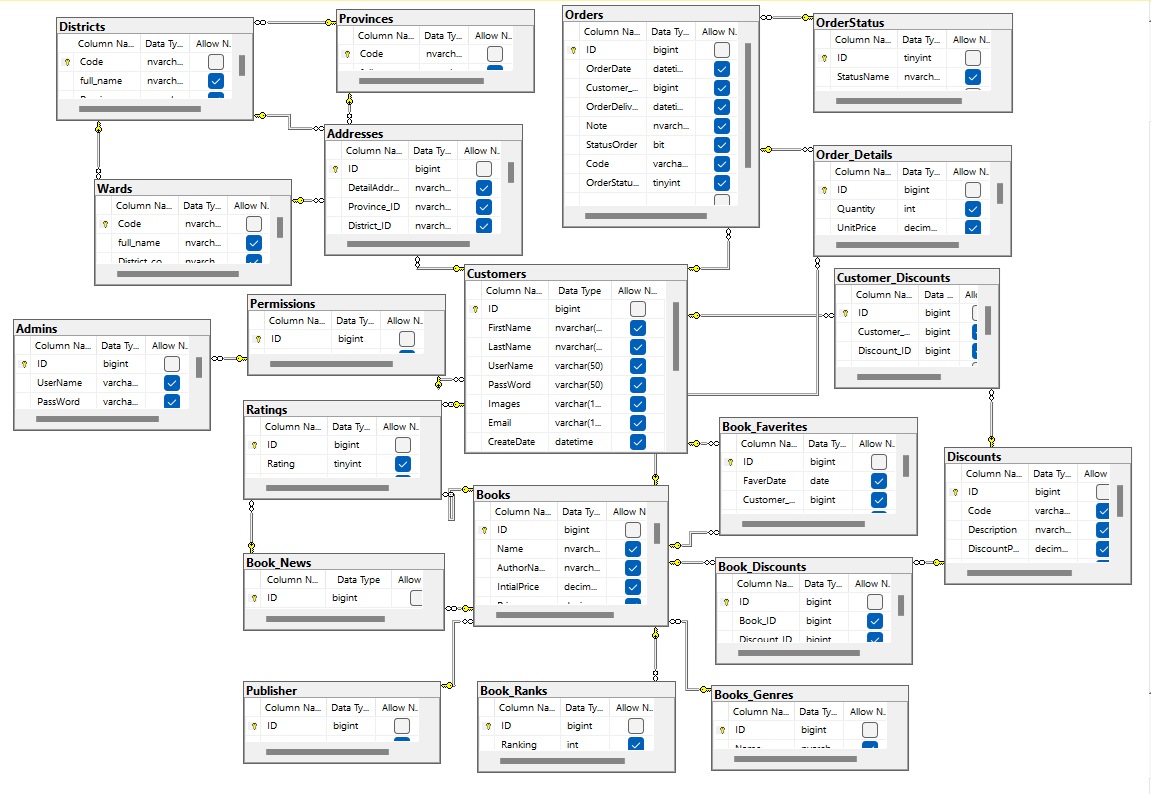 Districts
Column Na... Data Ty... Allow N.
Code nvarch...
full_name nvarch...
Provinces
Column Na... Data Ty... Allow N..
Code nvarch...
Orders
Column Na... Data Ty... Allow N..
ID bigint
OrderDate dateti...
Customer_... bigint
OrderDeliv... dateti...
Note nvarch...
StatusOrder bit
Code varcha...
OrderStatu... tinyint
OrderStatus
Column Na... Data Ty... Allow N..
ID tinyint
StatusName nvarch...
Addresses
Column Na... Data Ty... Allow N.
ID bigint
DetailAddr... nvarch...
Province_ID nvarch...
District_ID nvarch...
Order_Details
Column Na... Data Ty... Allow N.
ID bigint
Quantity int
UnitPrice decim...
Wards
Column Na... Data Ty... Allow N.
Code nvarch...
full_name nvarch...
District_co... nvarch...
Customers
Column Nam... Data Type Allow N...
ID bigint
FirstName nvarchar(...
LastName nvarchar(...
UserName varchar(50)
PassWord varchar(50)
Images varchar(1...
Email varchar(1...
CreateDate datetime
Customer_Discounts
Column Na... Data ... All
ID bigint
Customer_... bigint
Discount_ID bigint
Permissions
Column Na... Data Ty... Allow N.
ID bigint
Admins
Column Na... Data Ty... Allow N.
ID bigint
UserName varcha...
PassWord varcha...
Ratings
Column Na... Data Ty... Allow N.
ID bigint
Rating tinyint
Book_Faverites
Column Na... Data Ty... Allow N.
ID bigint
FaverDate date
Customer_... bigint
Discounts
Column Na... Data Ty... Allow
ID bigint
Code varcha...
Description nvarch...
DiscountP... decim...
Books
Column Na... Data Ty... Allow N
ID bigint
Name nvarch...
AuthorNa... nvarch...
IntialPrice decim...
Book_News
Column N... Data Type Allow
ID bigint
Book_Discounts
Column Na... Data Ty... Allow N.
ID bigint
Book_ID bigint
Discount_ID bigint
Publisher
Column Na... Data Ty... Allow N.
ID bigint
Book_Ranks
Column Na... Data Ty... Allow N.
ID bigint
Ranking int
Books_Genres
Column Na... Data Ty... Allow N.
ID bigint
Name nvarch...